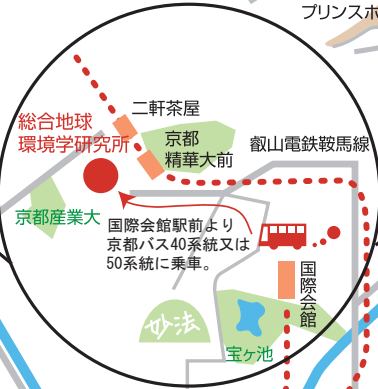 プリンスホ
二軒茶屋
総合地球
環境学研究所
京都
精華大前
叡山電鉄鞍馬線
京都産業大
国際会館駅前より
京都バス40系統又は
50系統に乗車。
国際会館
妙法
宝ヶ池